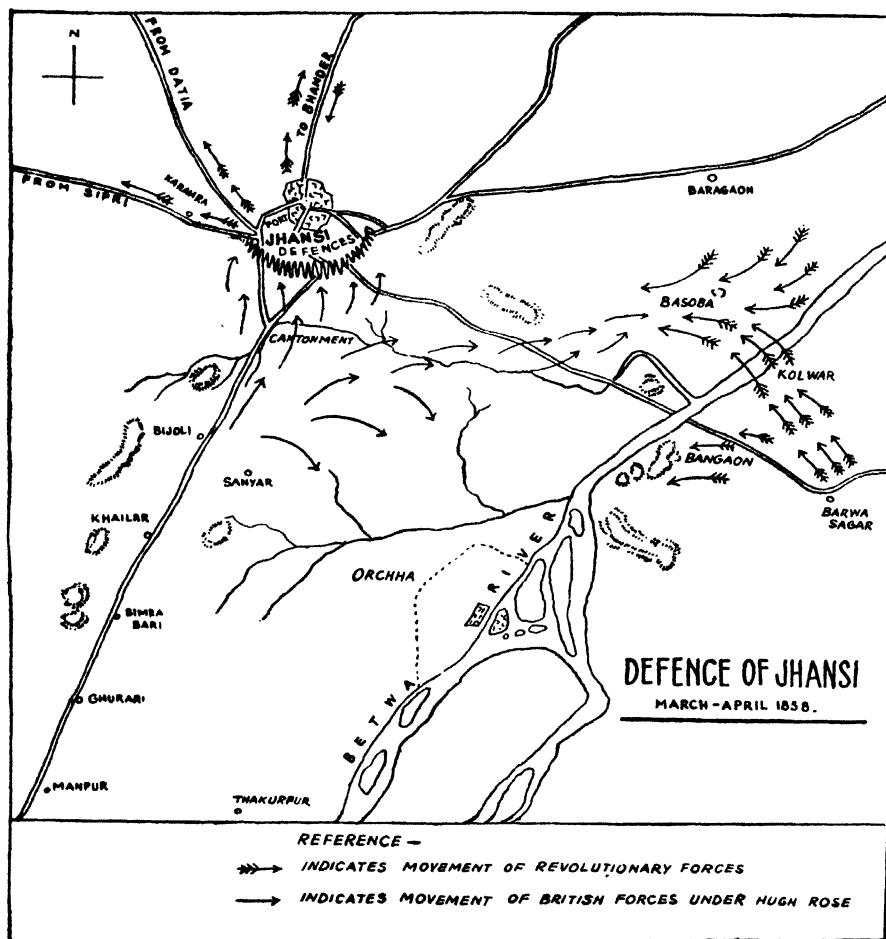 N
FROM DATIA
TO BHANDER
FROM SIPRI
KARAHRA
FORT
JHANSI
DEFENCES
BARAGAON
BASOBA
CANTONMENT
KOLWAR
BIJOLI
SANYAR
BANGAON
BARWA
SAGAR
KHAILAR
ORCHHA
BETWA RIVER
BIMRA
BARI
GHURARI
MANPUR
THAKURPUR
DEFENCE OF JHANSI
MARCH-APRIL 1858.
REFERENCE —
INDICATES MOVEMENT OF REVOLUTIONARY FORCES
INDICATES MOVEMENT OF BRITISH FORCES UNDER HUGH ROSE